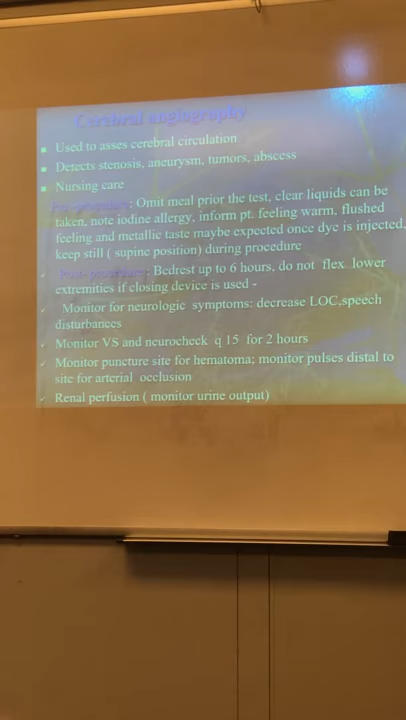 Cerebral angiography
Used to asses cerebral circulation
Detects stenosis, aneurysm, tumors, abscess
Nursing care
Pre-procedure: Omit meal prior the test, clear liquids can be
taken, note iodine allergy, inform pt. feeling warm, flushed
feeling and metallic taste maybe expected once dye is injected,
keep still ( supine position) during procedure
Post- procedure: Bedrest up to 6 hours, do not flex lower
extremities if closing device is used -
Monitor for neurologic symptoms: decrease LOC,speech
disturbances
Monitor VS and neurocheck q 15 for 2 hours
Monitor puncture site for hematoma; monitor pulses distal to
site for arterial occlusion
Renal perfusion ( monitor urine output)